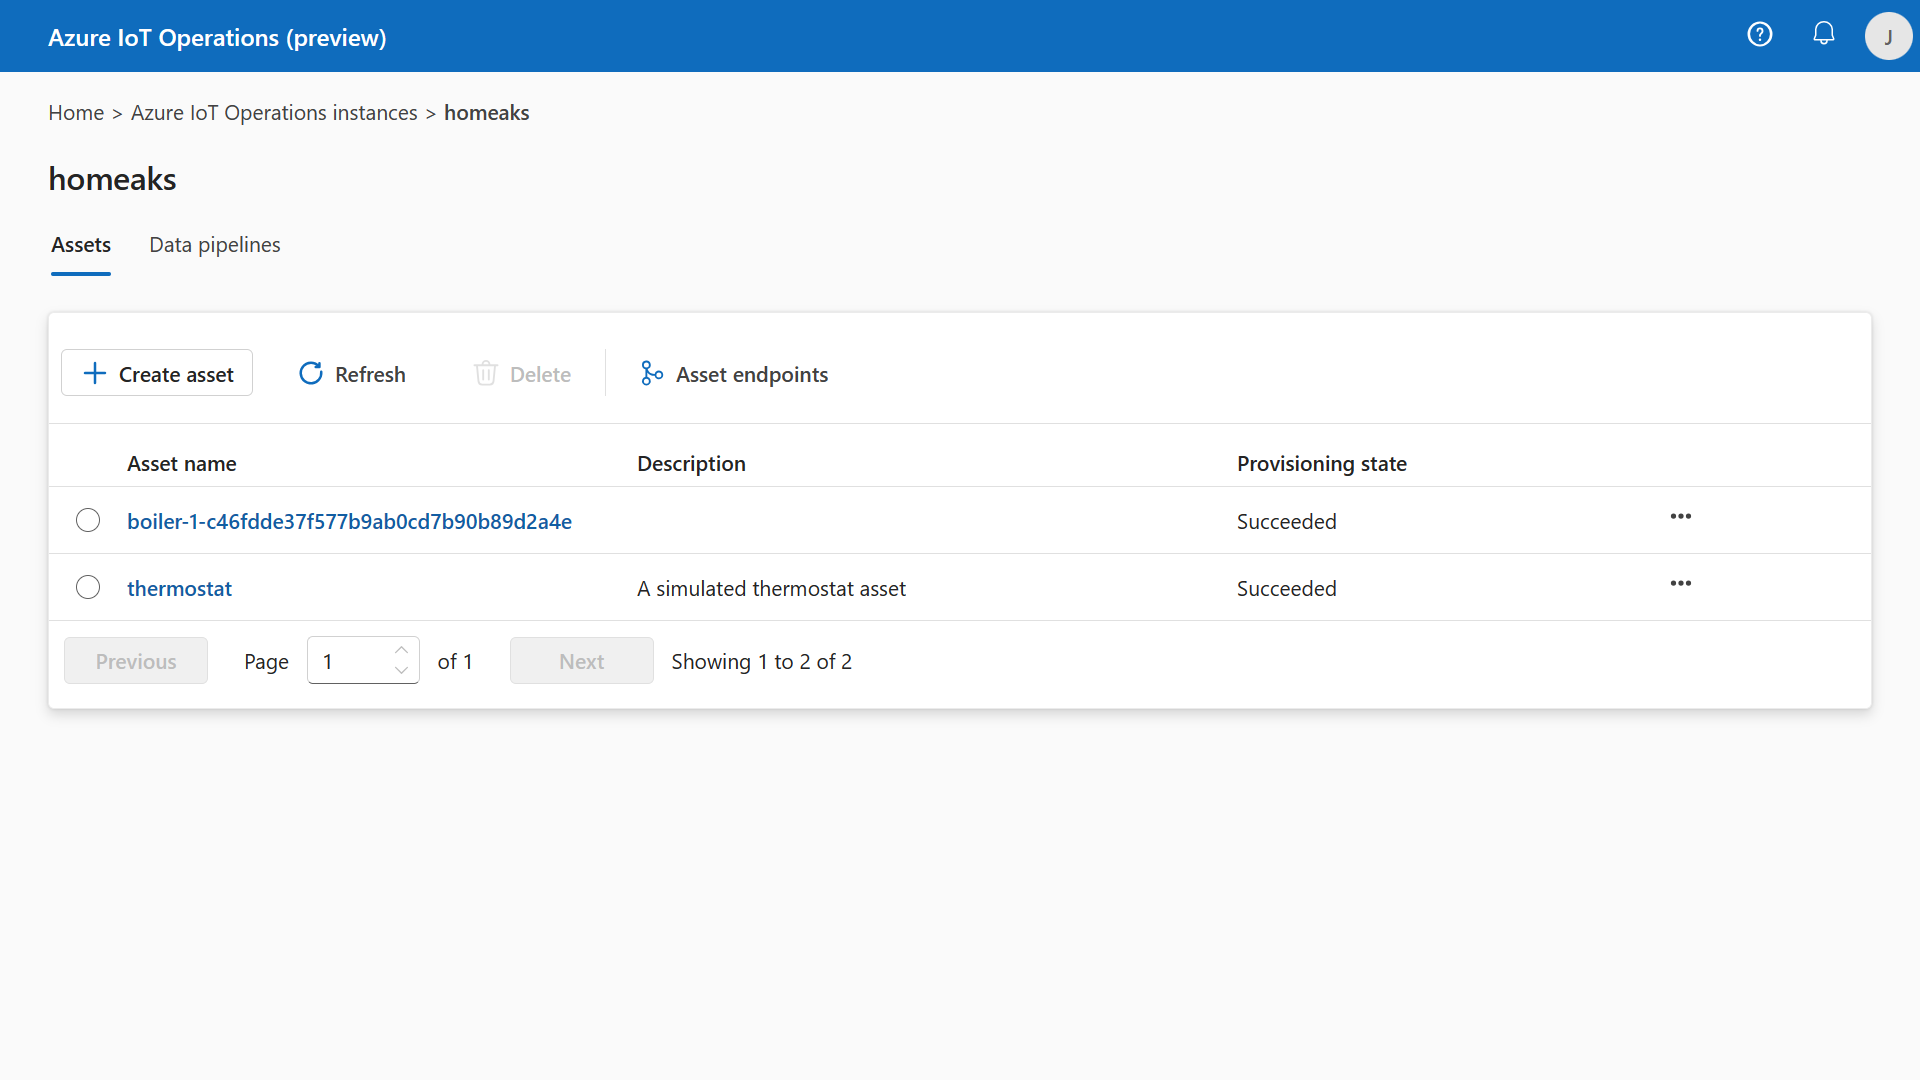 Azure IoT Operations (preview)
J
Home > Azure IoT Operations instances > homeaks
homeaks
Assets Data pipelines
Create asset Refresh Delete Asset endpoints
Asset name Description Provisioning state
boiler-1-c46fdde37f577b9ab0cd7b90b89d2a4e Succeeded
thermostat A simulated thermostat asset Succeeded
Previous Page 1 of 1 Next Showing 1 to 2 of 2